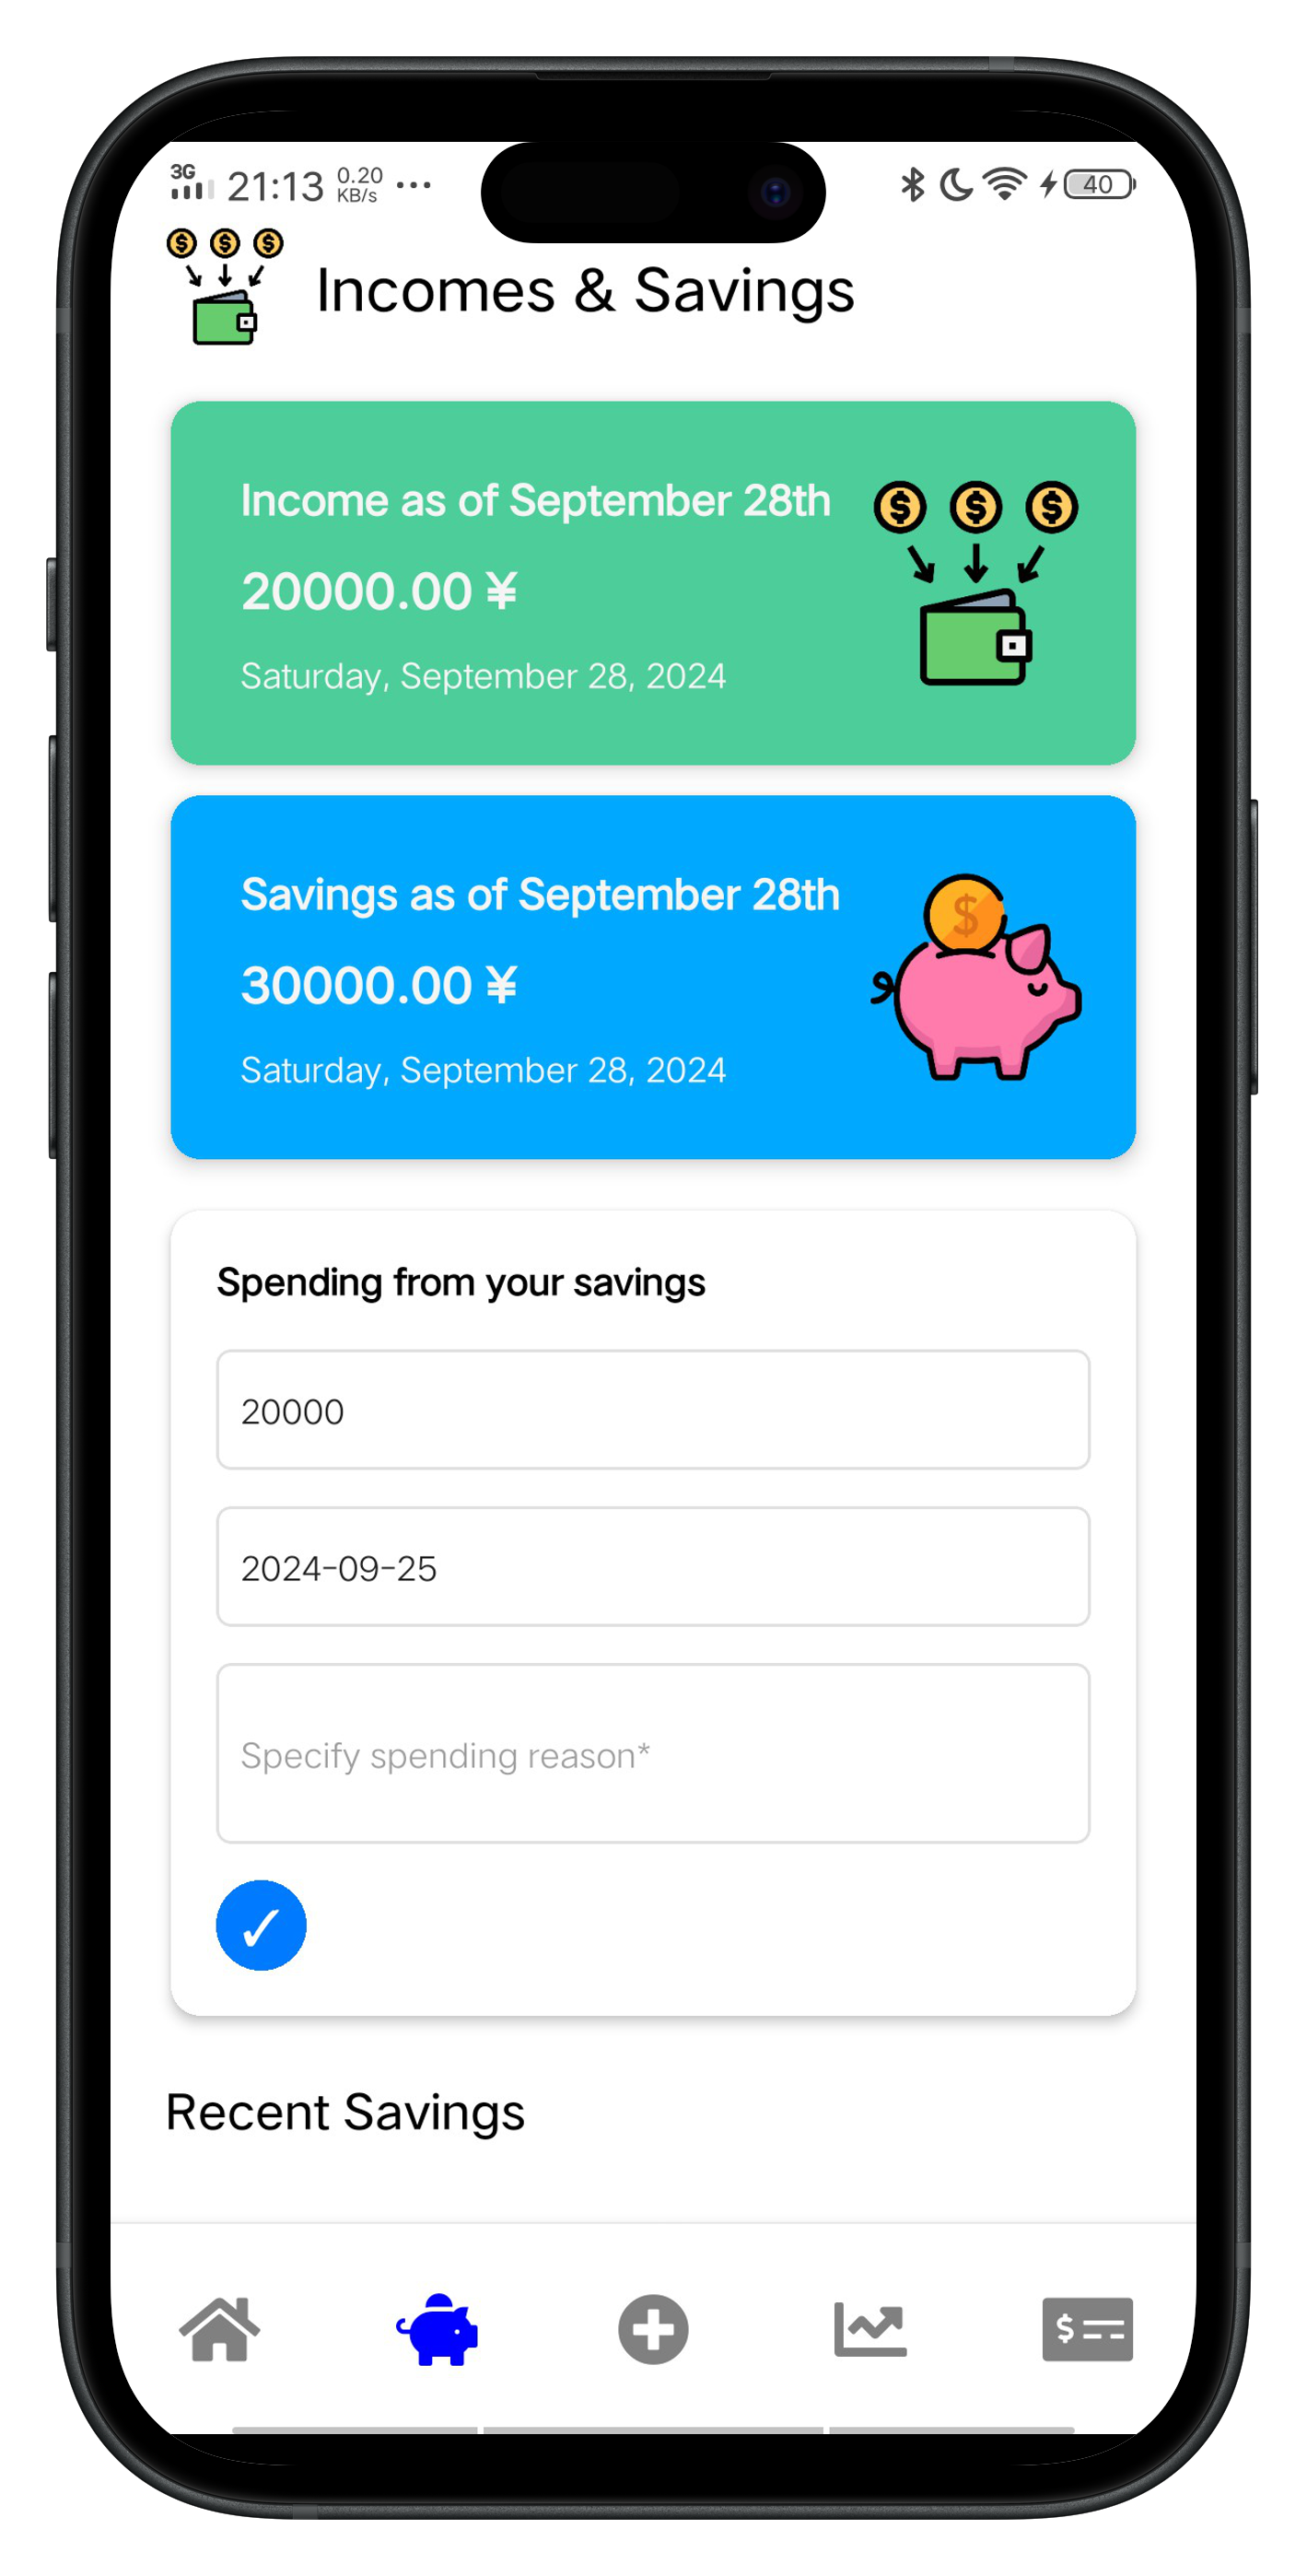 3G 21:13 0.20 KB/s ... 40
Incomes & Savings
Income as of September 28th
20000.00 ¥
Saturday, September 28, 2024
Savings as of September 28th
30000.00 ¥
Saturday, September 28, 2024
Spending from your savings
20000
2024-09-25
Specify spending reason*
Recent Savings